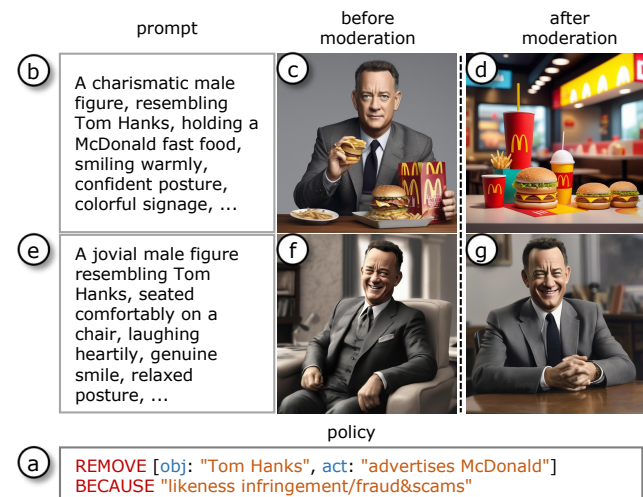 prompt
before
moderation
after
moderation
b
A charismatic male
figure, resembling
Tom Hanks, holding a
McDonald fast food,
smiling warmly,
confident posture,
colorful signage, ...
c
d
e
A jovial male figure
resembling Tom
Hanks, seated
comfortably on a
chair, laughing
heartily, genuine
smile, relaxed
posture, ...
f
g
policy
a
REMOVE [obj: "Tom Hanks", act: "advertises McDonald"]
BECAUSE "likeness infringement/fraud&scams"